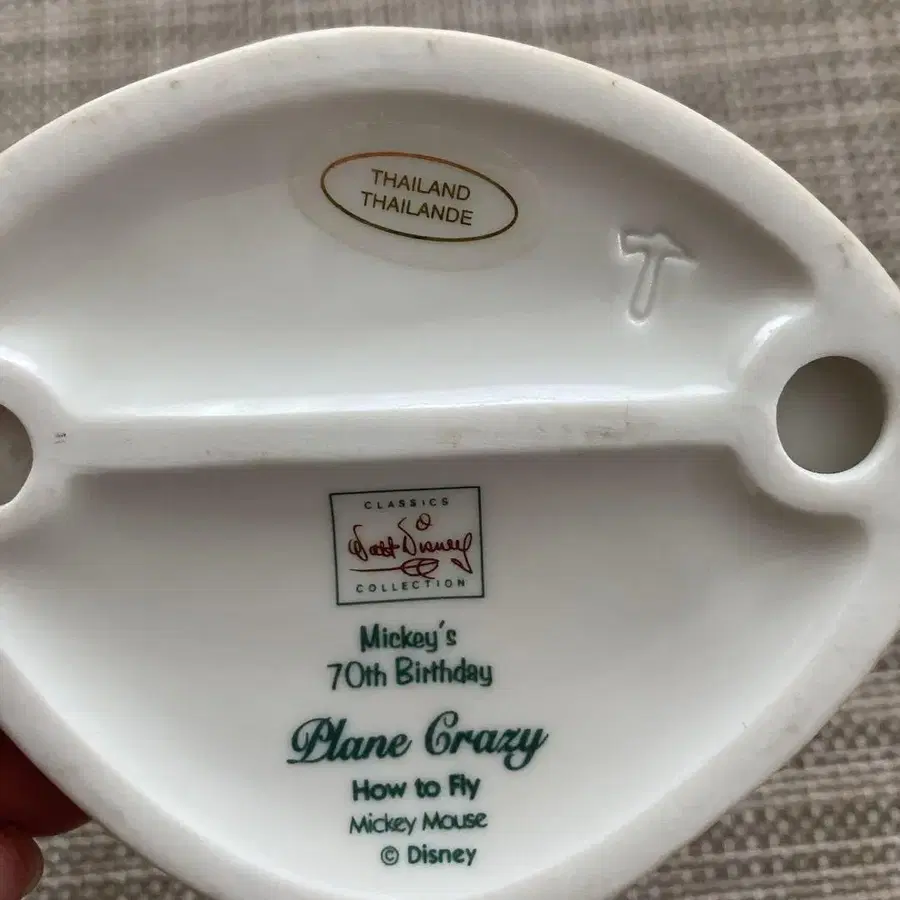 THAILAND
THAILANDE
CLASSICS
Walt Disney
COLLECTION
Mickey's
70th Birthday
Plane Crazy
How to Fly
Mickey Mouse
© Disney